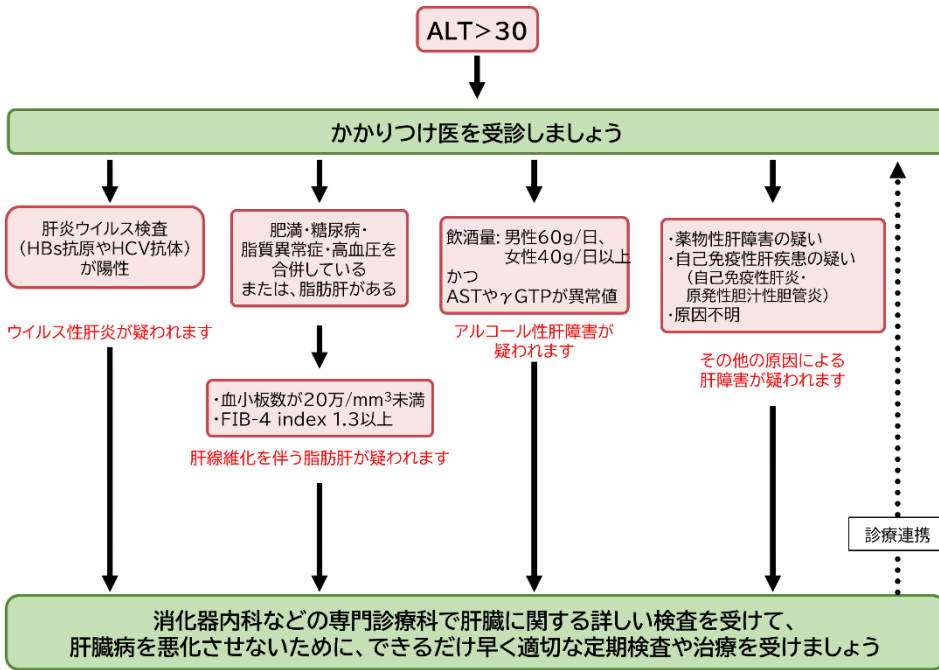 ALT>30
かかりつけ医を受診しましょう
肝炎ウイルス検査
(HBs抗原やHCV抗体)
が陽性
ウイルス性肝炎が疑われます
肥満・糖尿病・
脂質異常症・高血圧を
合併している
または、脂肪肝がある
・血小板数が20万/mm³未満
・FIB-4 index 1.3以上
肝線維化を伴う脂肪肝が疑われます
飲酒量: 男性60g/日、
女性40g/日以上
かつ
ASTやγGTPが異常値
アルコール性肝障害が
疑われます
・薬物性肝障害の疑い
・自己免疫性肝疾患の疑い
(自己免疫性肝炎・
原発性胆汁性胆管炎)
・原因不明
その他の原因による
肝障害が疑われます
診療連携
消化器内科などの専門診療科で肝臓に関する詳しい検査を受けて、
肝臓病を悪化させないために、できるだけ早く適切な定期検査や治療を受けましょう